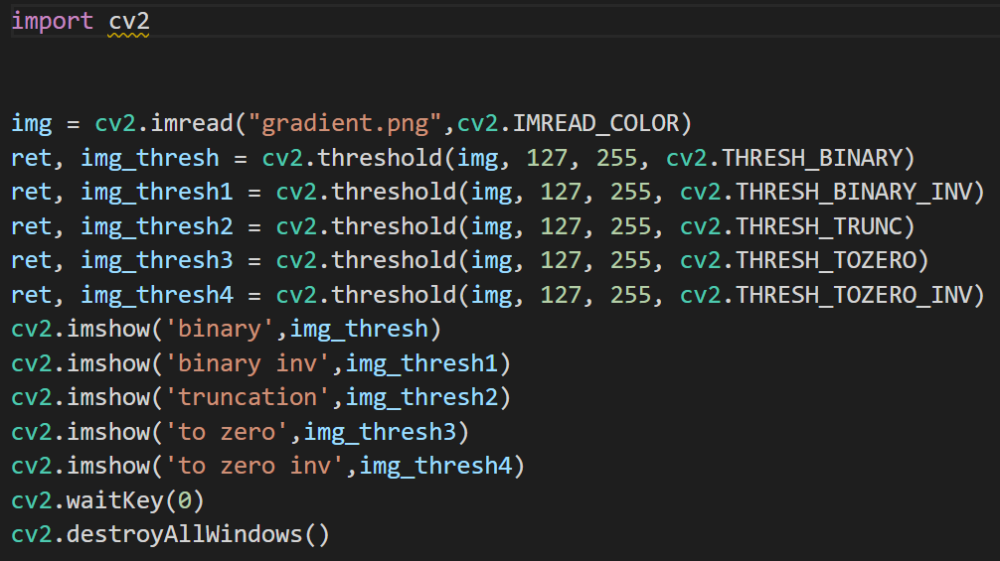 import cv2
img = cv2.imread("gradient.png",cv2.IMREAD_COLOR)
ret, img_thresh = cv2.threshold(img, 127, 255, cv2.THRESH_BINARY)
ret, img_thresh1 = cv2.threshold(img, 127, 255, cv2.THRESH_BINARY_INV)
ret, img_thresh2 = cv2.threshold(img, 127, 255, cv2.THRESH_TRUNC)
ret, img_thresh3 = cv2.threshold(img, 127, 255, cv2.THRESH_TOZERO)
ret, img_thresh4 = cv2.threshold(img, 127, 255, cv2.THRESH_TOZERO_INV)
cv2.imshow('binary',img_thresh)
cv2.imshow('binary inv',img_thresh1)
cv2.imshow('truncation',img_thresh2)
cv2.imshow('to zero',img_thresh3)
cv2.imshow('to zero inv',img_thresh4)
cv2.waitKey(0)
cv2.destroyAllWindows()